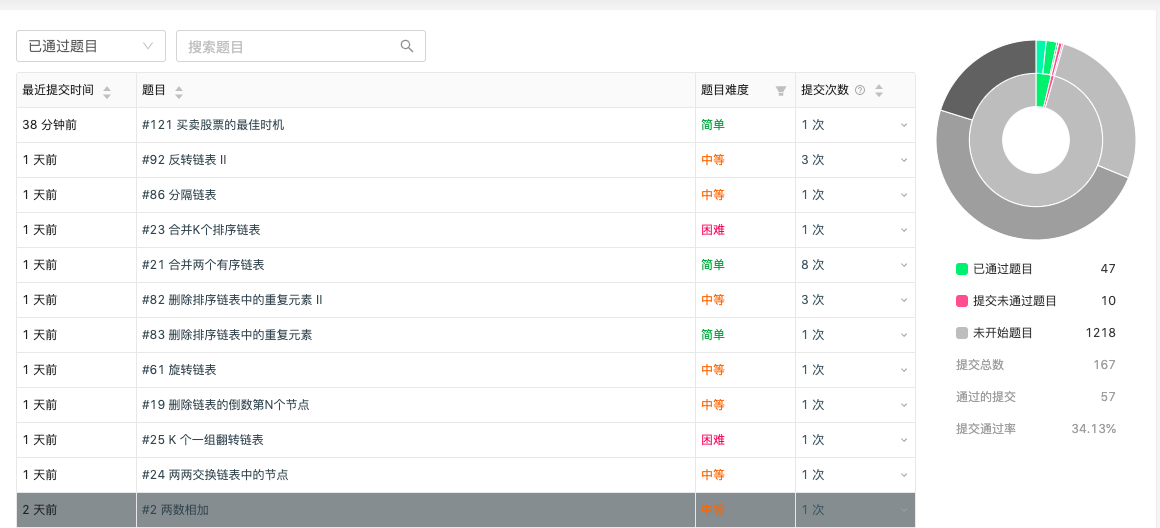 已通过题目 搜索题目
最近提交时间 题目 题目难度 提交次数
38 分钟前 #121 买卖股票的最佳时机 简单 1 次
1 天前 #92 反转链表 II 中等 3 次
1 天前 #86 分隔链表 中等 1 次
1 天前 #23 合并K个排序链表 困难 1 次
1 天前 #21 合并两个有序链表 简单 8 次
1 天前 #82 删除排序链表中的重复元素 II 中等 3 次
1 天前 #83 删除排序链表中的重复元素 简单 1 次
1 天前 #61 旋转链表 中等 1 次
1 天前 #19 删除链表的倒数第N个节点 中等 1 次
1 天前 #25 K 个一组翻转链表 困难 1 次
1 天前 #24 两两交换链表中的节点 中等 1 次
2 天前 #2 两数相加 中等 1 次
已通过题目 47
提交未通过题目 10
未开始题目 1218
提交总数 167
通过的提交 57
提交通过率 34.13%